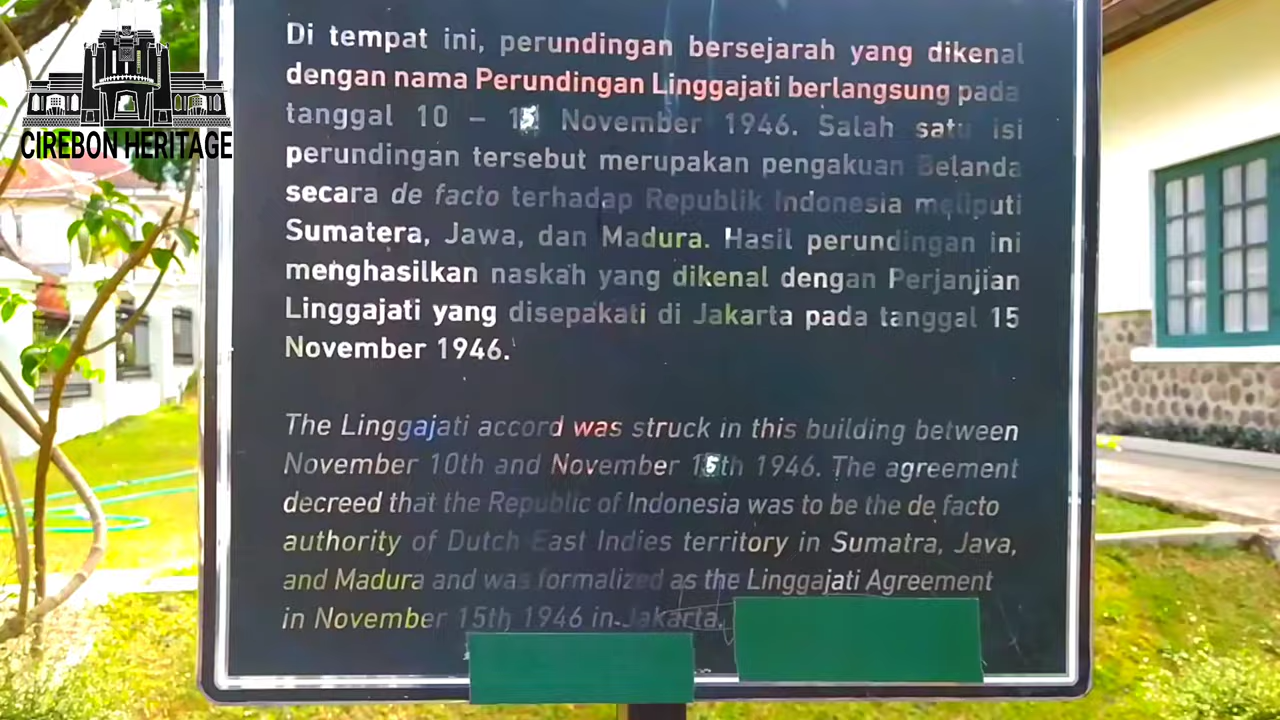 CIREBON HERITAGE
Di tempat ini, perundingan bersejarah yang dikenal
dengan nama Perundingan Linggajati berlangsung pada
tanggal 10 – 15 November 1946. Salah satu isi
perundingan tersebut merupakan pengakuan Belanda
secara de facto terhadap Republik Indonesia meliputi
Sumatera, Jawa, dan Madura. Hasil perundingan ini
menghasilkan naskah yang dikenal dengan Perjanjian
Linggajati yang disepakati di Jakarta pada tanggal 15
November 1946.
The Linggajati accord was struck in this building between
November 10th and November 15th 1946. The agreement
decreed that the Republic of Indonesia was to be the de facto
authority of Dutch East Indies territory in Sumatra, Java,
and Madura and was formalized as the Linggajati Agreement
in November 15th 1946 in Jakarta.